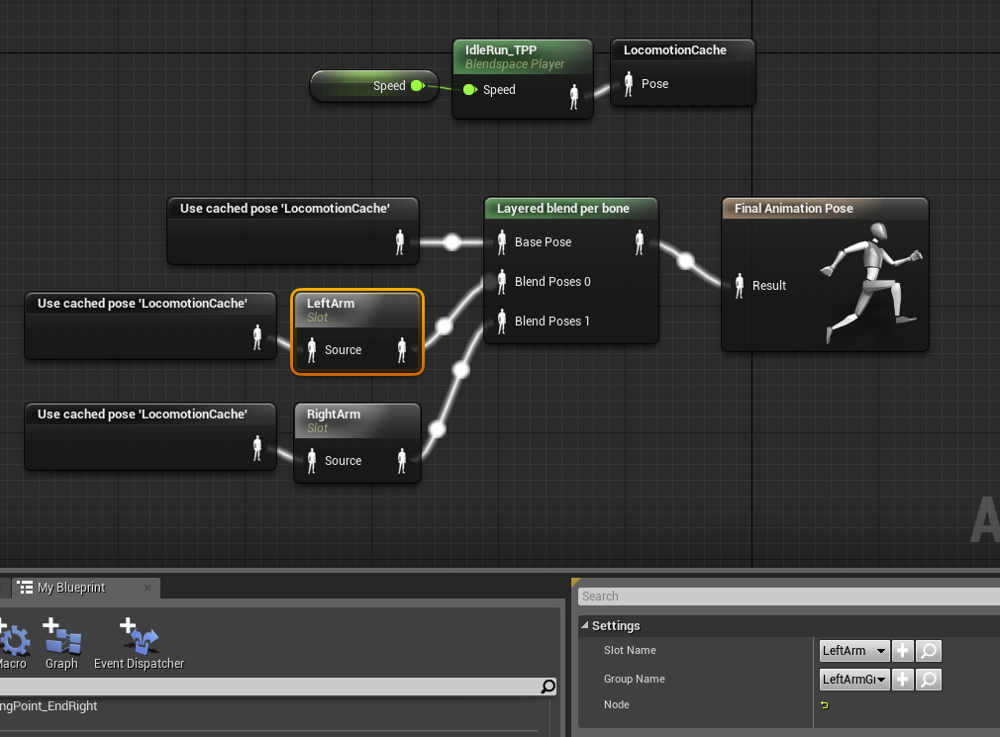 IdleRun_TPP
Blendspace Player
Speed
Speed
LocomotionCache
Pose
Use cached pose 'LocomotionCache'
Layered blend per bone
Base Pose
Blend Poses 0
Blend Poses 1
Final Animation Pose
Result
Use cached pose 'LocomotionCache'
LeftArm
Slot
Source
Use cached pose 'LocomotionCache'
RightArm
Slot
Source
A
My Blueprint
Macro
Graph
Event Dispatcher
ngPoint_EndRight
Search
Settings
Slot Name
LeftArm
Group Name
LeftArmGr
Node